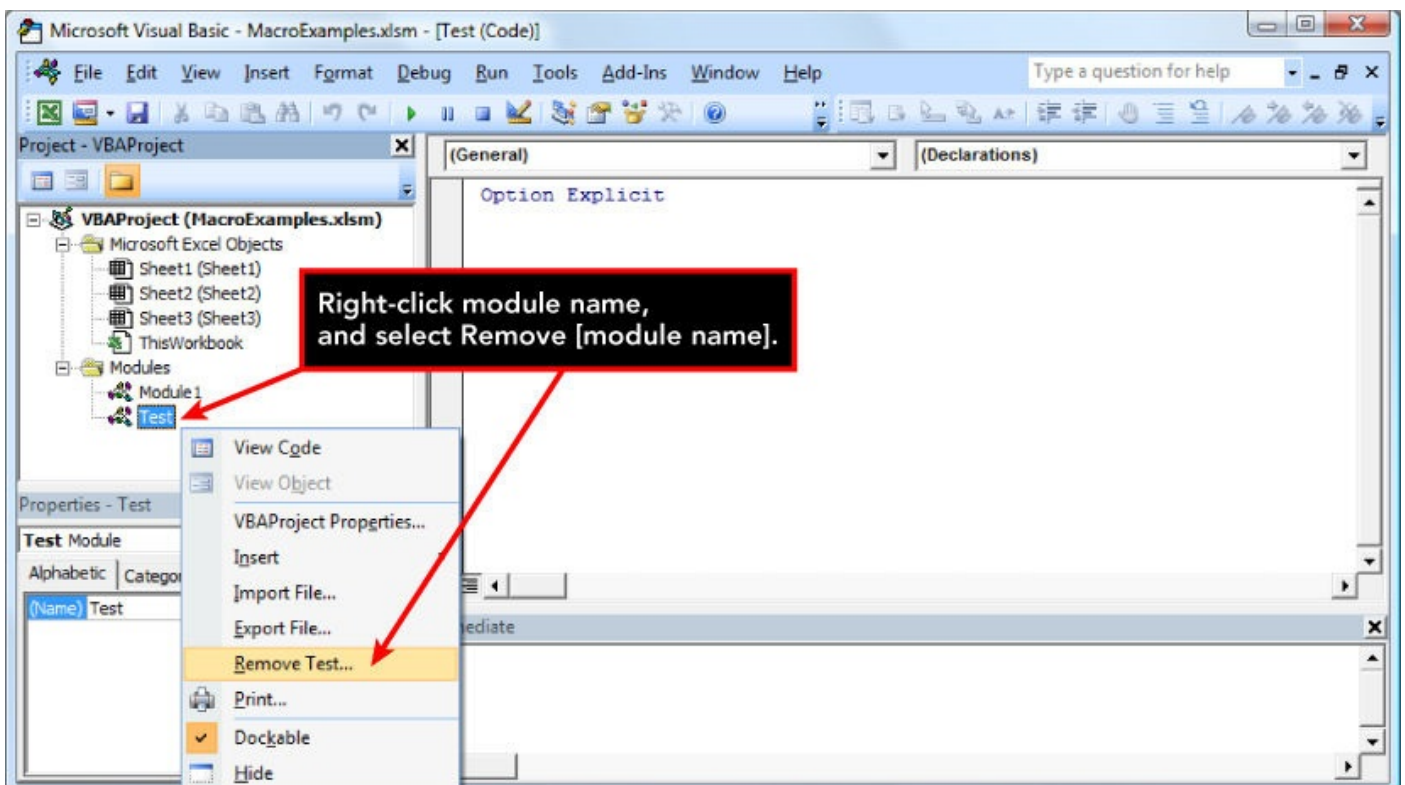 Microsoft Visual Basic - MacroExamples.xlsm - [Test (Code)]
File Edit View Insert Format Debug Run Tools Add-Ins Window Help Type a question for help
Project - VBAProject
(General) (Declarations)
Option Explicit
VBAProject (MacroExamples.xlsm)
Microsoft Excel Objects
Sheet1 (Sheet1)
Sheet2 (Sheet2)
Sheet3 (Sheet3)
ThisWorkbook
Modules
Module1
Test
Right-click module name,
and select Remove [module name].
View Code
View Object
VBAProject Properties...
Insert
Import File...
Export File...
Remove Test...
Print...
Dockable
Hide
Properties - Test
Test Module
Alphabetic Categor
(Name) Test
ediate